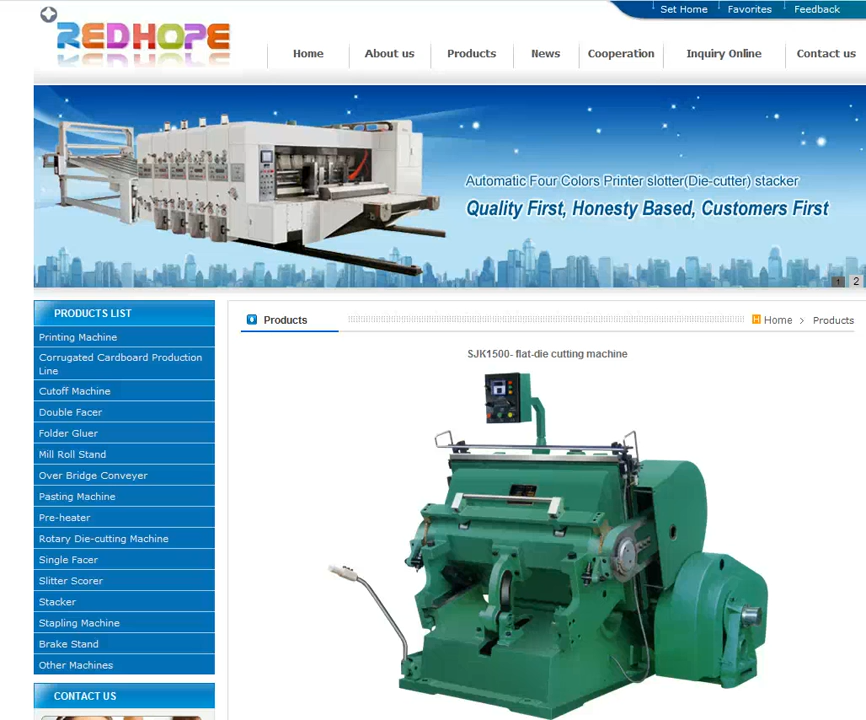 Set Home
Favorites
Feedback
REDHOPE
Home
About us
Products
News
Cooperation
Inquiry Online
Contact us
Automatic Four Colors Printer slotter(Die-cutter) stacker
Quality First, Honesty Based, Customers First
1
2
PRODUCTS LIST
Printing Machine
Corrugated Cardboard Production
Line
Cutoff Machine
Double Facer
Folder Gluer
Mill Roll Stand
Over Bridge Conveyer
Pasting Machine
Pre-heater
Rotary Die-cutting Machine
Single Facer
Slitter Scorer
Stacker
Stapling Machine
Brake Stand
Other Machines
CONTACT US
Products
H Home > Products
SJK1500- flat-die cutting machine